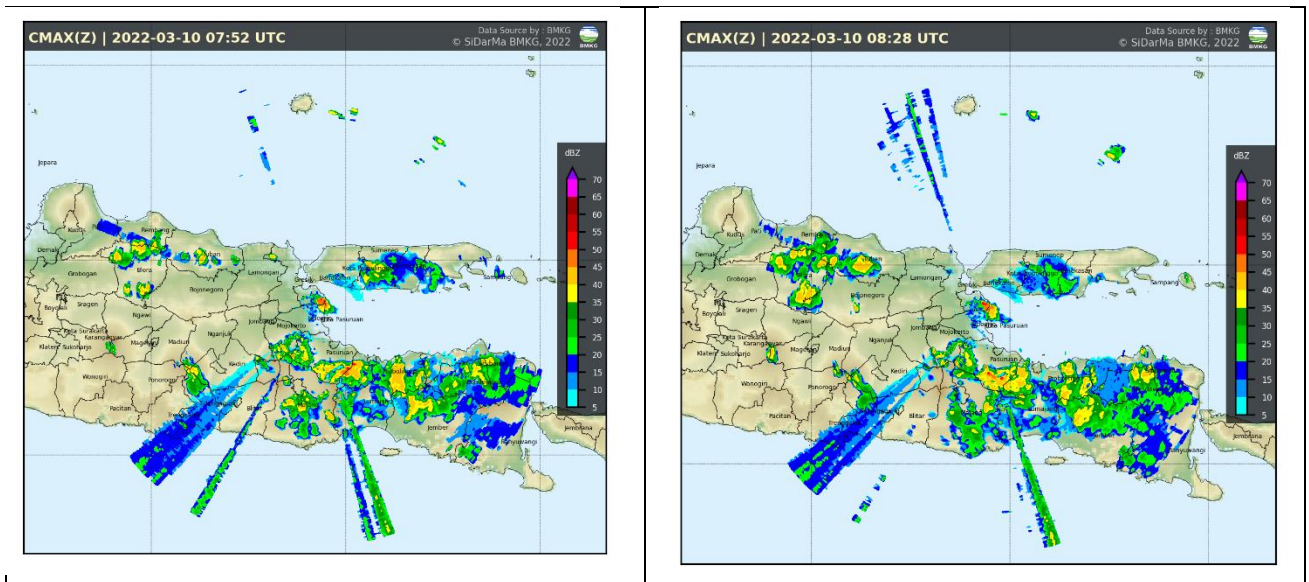 CMAX(Z) | 2022-03-10 07:52 UTC
Data Source by : BMKG
© SiDarMa BMKG, 2022
BMKG
dBZ
70
65
60
55
50
45
40
35
30
25
20
15
10
5
Jepara
Kudus
Rembang
Demak
Grobogan
Blora
Tuban
Lamongan
Gresik
Sumenep
Sampang
Bojonegoro
Boyolali
Sragen
Ngawi
Kota Surakarta
Karanganyar
Klaten
Sukoharjo
Magetan
Madiun
Nganjuk
Jombang
Mojokerto
Pasuruan
Wonogiri
Ponorogo
Kediri
Pacitan
Blitar
Lumajang
Jember
Banyuwangi
Jembrana
CMAX(Z) | 2022-03-10 08:28 UTC
Data Source by : BMKG
© SiDarMa BMKG, 2022
BMKG
dBZ
70
65
60
55
50
45
40
35
30
25
20
15
10
5
Jepara
Kudus
Pati
Demak
Grobogan
Lamongan
Gresik
Sumenep
Sampang
Bojonegoro
Boyolali
Sragen
Ngawi
Kota Surakarta
Karanganyar
Klaten
Sukoharjo
Magetan
Madiun
Nganjuk
Jombang
Mojokerto
Pasuruan
Wonogiri
Ponorogo
Kediri
Pacitan
Blitar
Lumajang
Jembrana